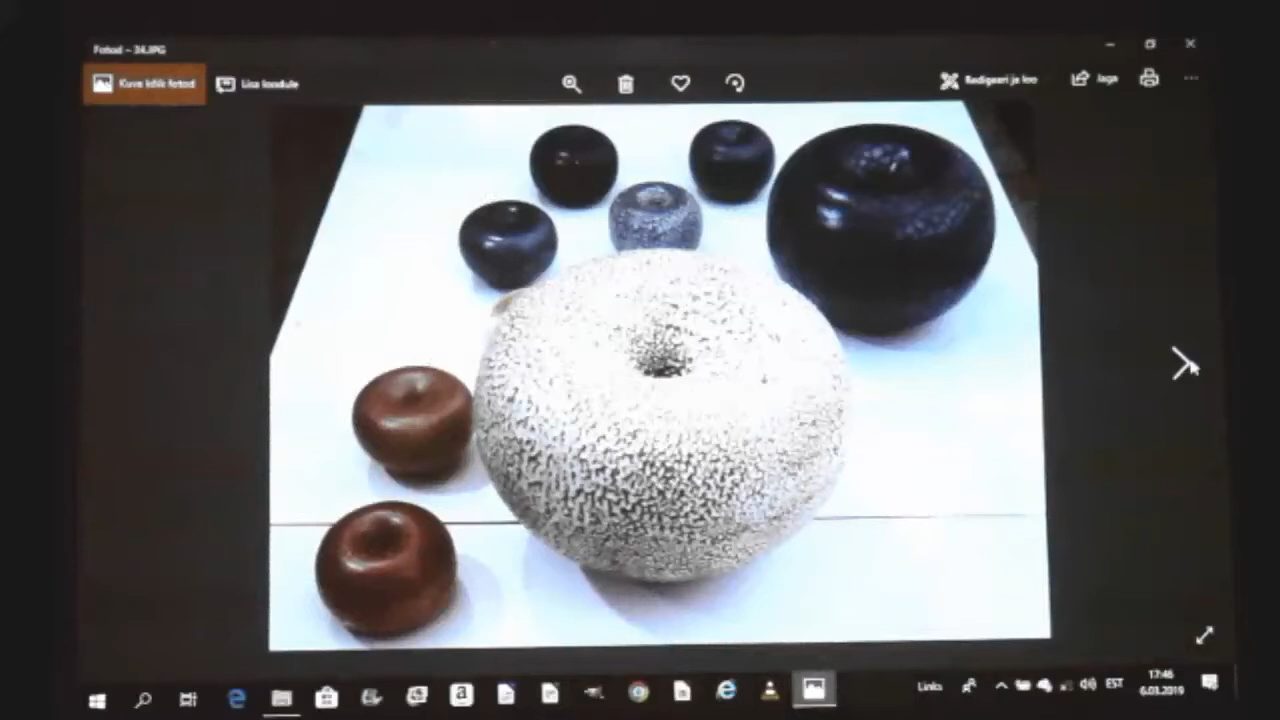 Fotod - 34.JPG
Kuva kõik fotod
Lisa loodule
Redigeeri ja loo
Jaga
Links
EST
17:46
6.03.2019